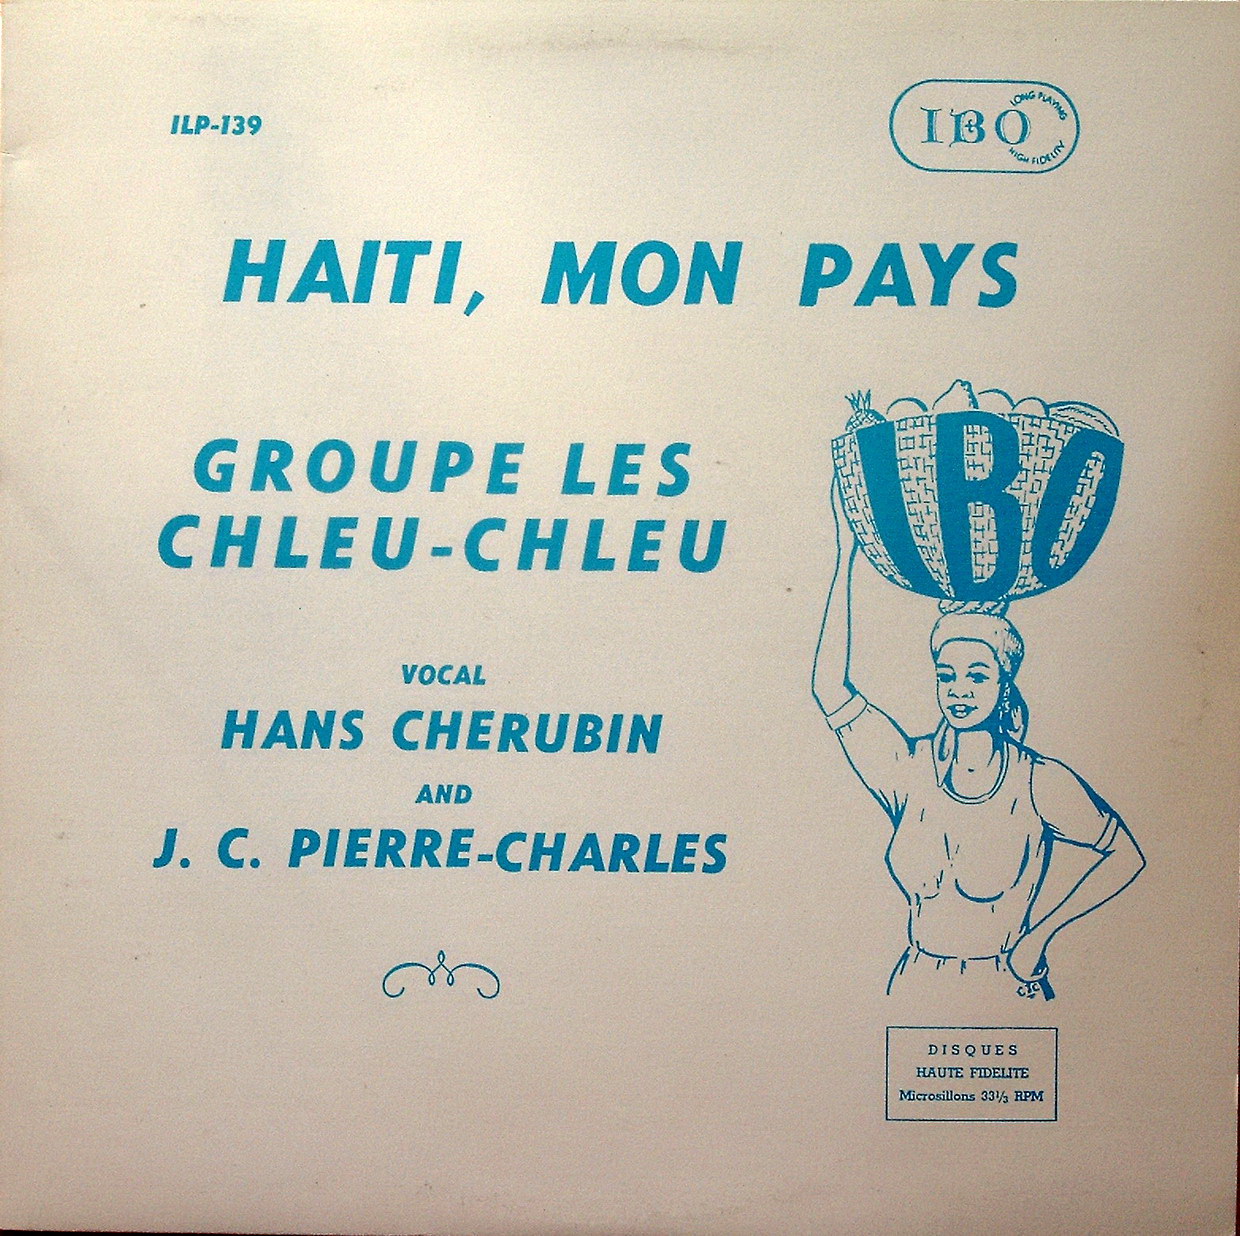 ILP-139
IBO
LONG PLAYING
HIGH FIDELITY
HAITI, MON PAYS
GROUPE LES
CHLEU-CHLEU
IBO
VOCAL
HANS CHERUBIN
AND
J. C. PIERRE-CHARLES
DISQUES
HAUTE FIDELITE
Microsillons 33⅓ RPM